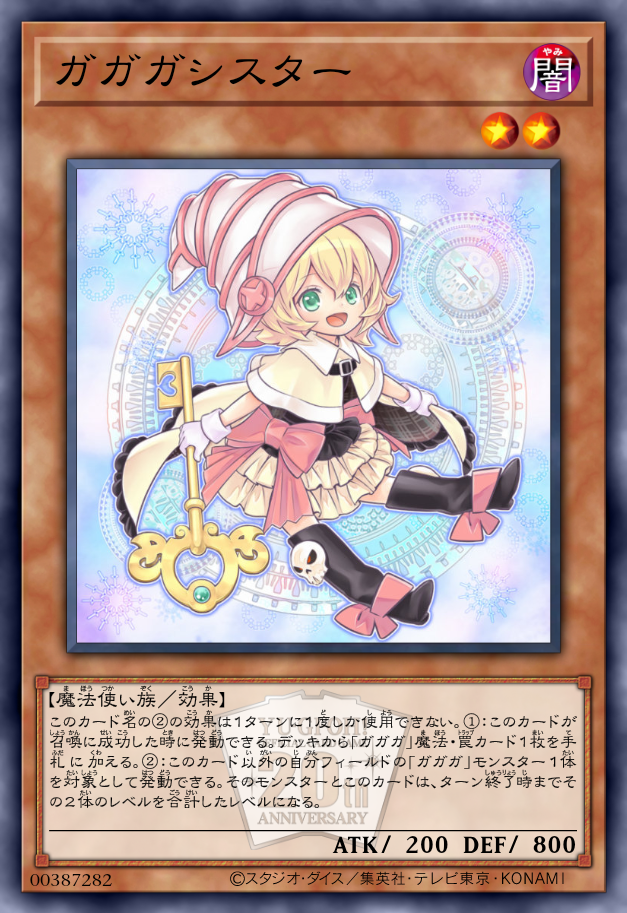 ガガガシスター
やみ
闇
【魔法使い族／効果】
このカード名の②の効果は１ターンに１度しか使用できない。①：このカードが
召喚に成功した時に発動できる。デッキから「ガガガ」魔法・罠カード１枚を手
札に加える。②：このカード以外の自分フィールドの「ガガガ」モンスター１体
を対象として発動できる。そのモンスターとこのカードは、ターン終了時までそ
の２体のレベルを合計したレベルになる。
YU-GI-OH!
20th
ANNIVERSARY
ATK/ 200 DEF/ 800
00387282
©スタジオ・ダイス／集英社・テレビ東京・KONAMI